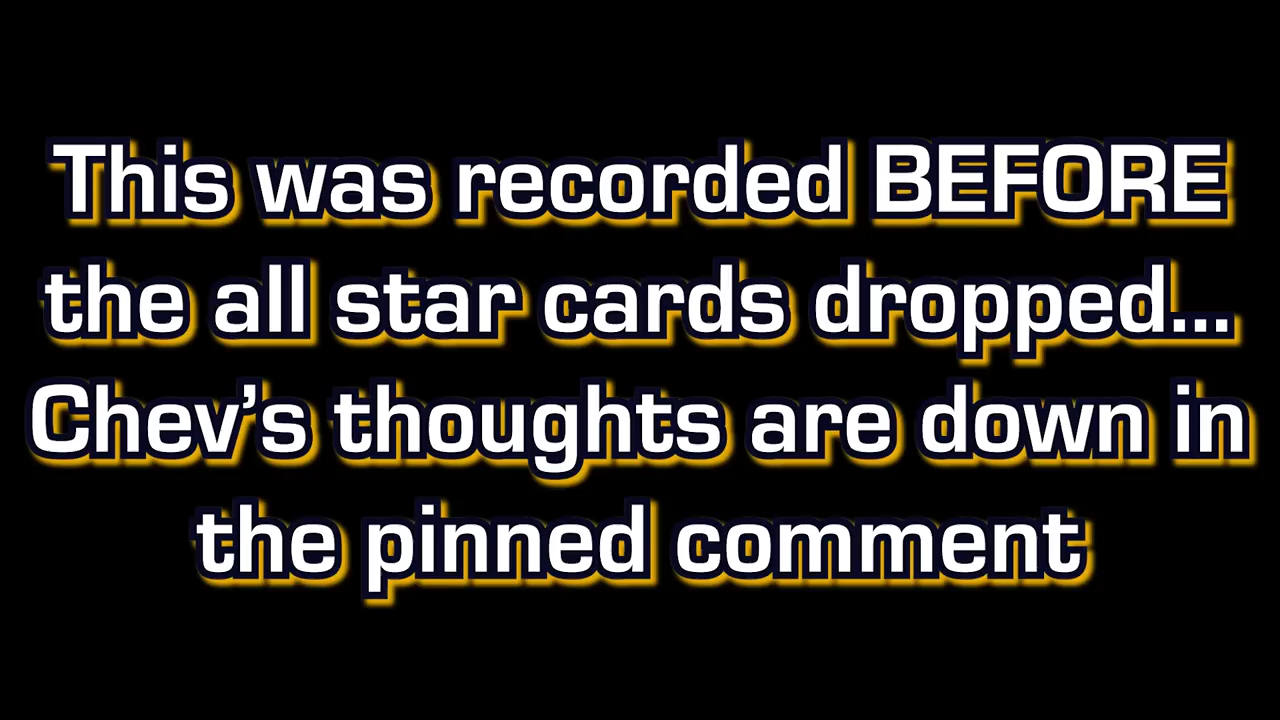 This was recorded BEFORE
the all star cards dropped...
Chev’s thoughts are down in
the pinned comment